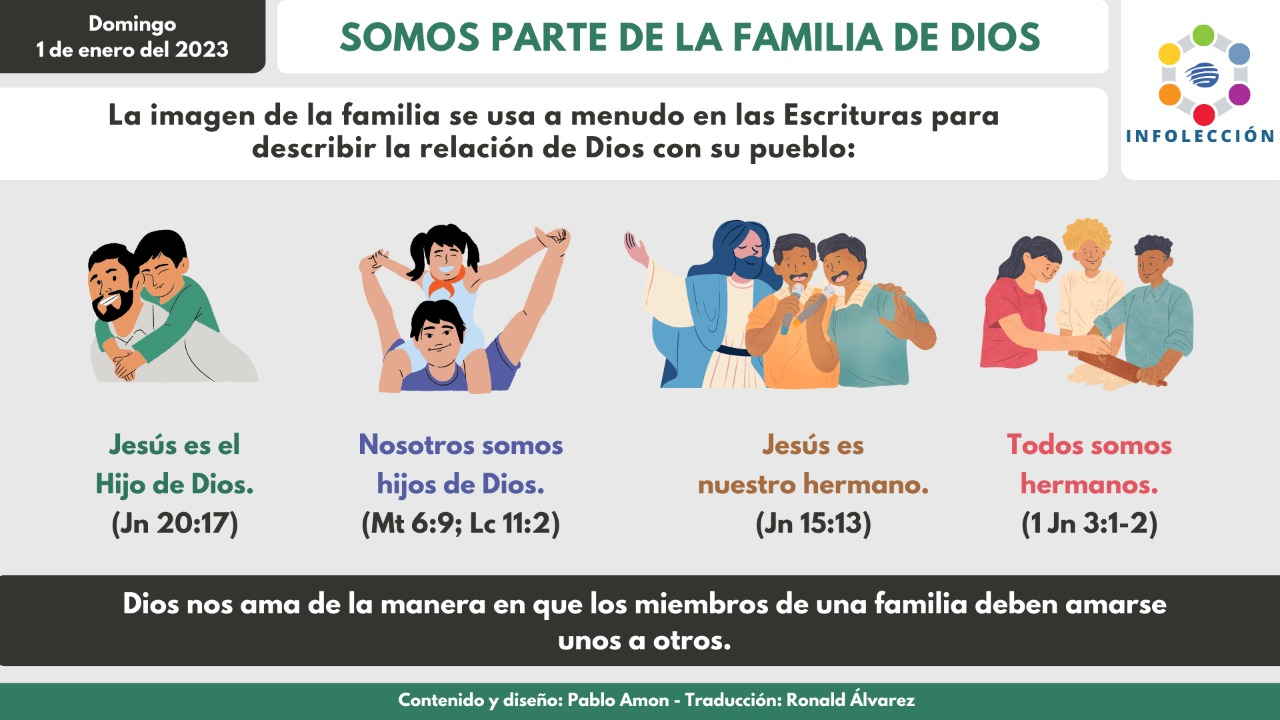 Domingo
1 de enero del 2023
SOMOS PARTE DE LA FAMILIA DE DIOS
INFOLECCIÓN
La imagen de la familia se usa a menudo en las Escrituras para
describir la relación de Dios con su pueblo:
Jesús es el
Hijo de Dios.
(Jn 20:17)
Nosotros somos
hijos de Dios.
(Mt 6:9; Lc 11:2)
Jesús es
nuestro hermano.
(Jn 15:13)
Todos somos
hermanos.
(1 Jn 3:1-2)
Dios nos ama de la manera en que los miembros de una familia deben amarse
unos a otros.
Contenido y diseño: Pablo Amon - Traducción: Ronald Álvarez